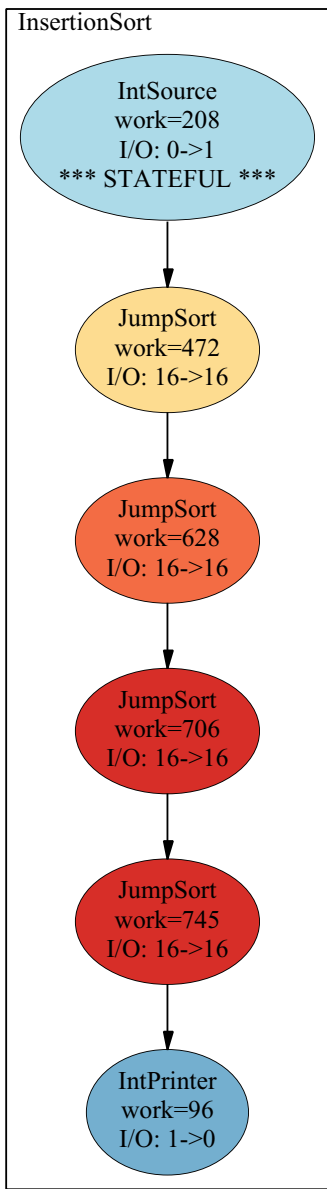 InsertionSort
IntSource
work=208
I/O: 0->1
*** STATEFUL ***
JumpSort
work=472
I/O: 16->16
JumpSort
work=628
I/O: 16->16
JumpSort
work=706
I/O: 16->16
JumpSort
work=745
I/O: 16->16
IntPrinter
work=96
I/O: 1->0